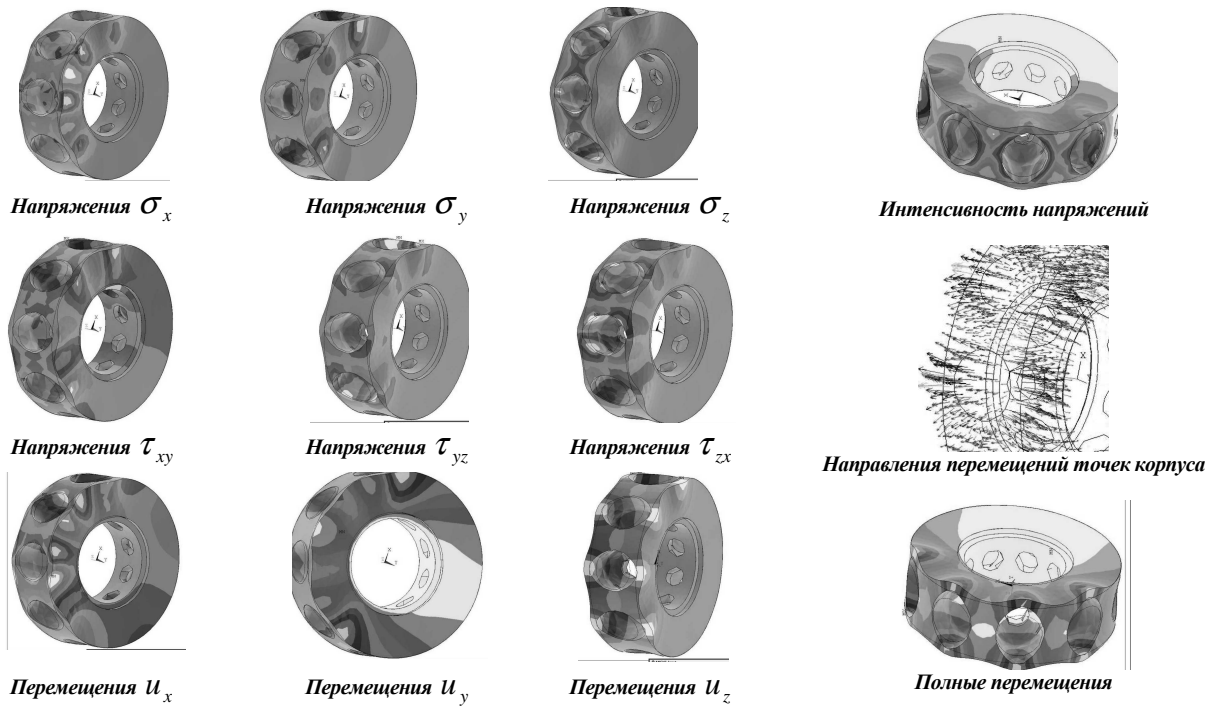 Напряжения σx
Напряжения σy
Напряжения σz
Интенсивность напряжений
Напряжения τxy
Напряжения τyz
Напряжения τzx
X
Направления перемещений точек корпуса
Перемещения ux
Перемещения uy
Перемещения uz
Полные перемещения